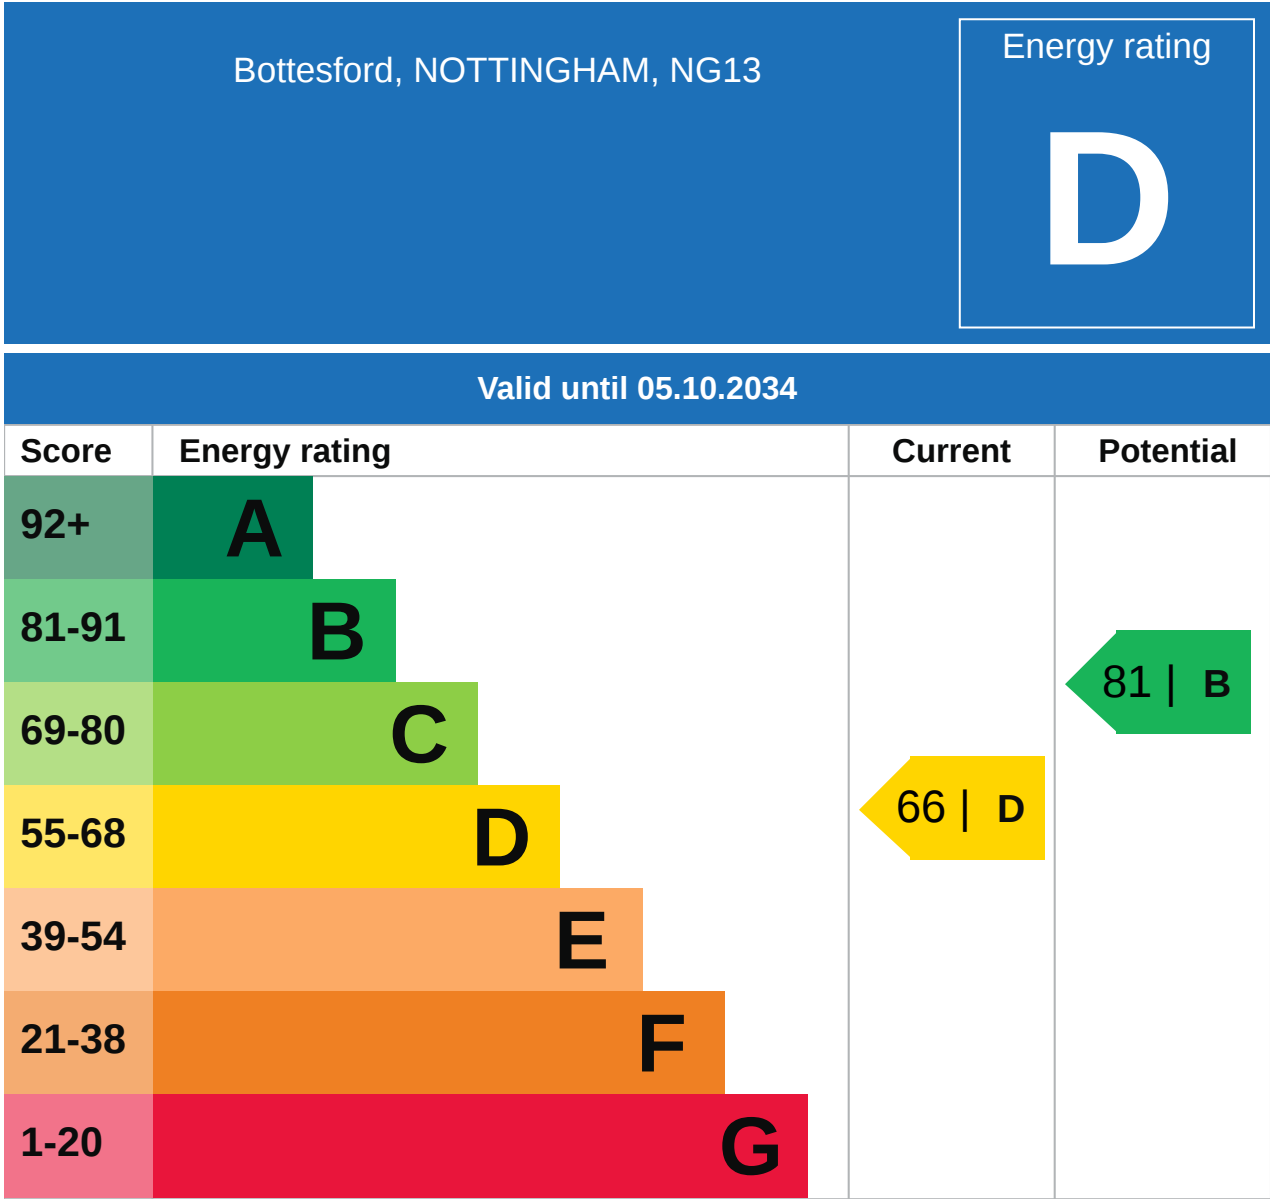 Bottesford, NOTTINGHAM, NG13
Energy rating
D
Valid until 05.10.2034
Score Energy rating Current Potential
92+ A
81-91 B
81 | B
69-80 C
55-68 D
66 | D
39-54 E
21-38 F
1-20 G